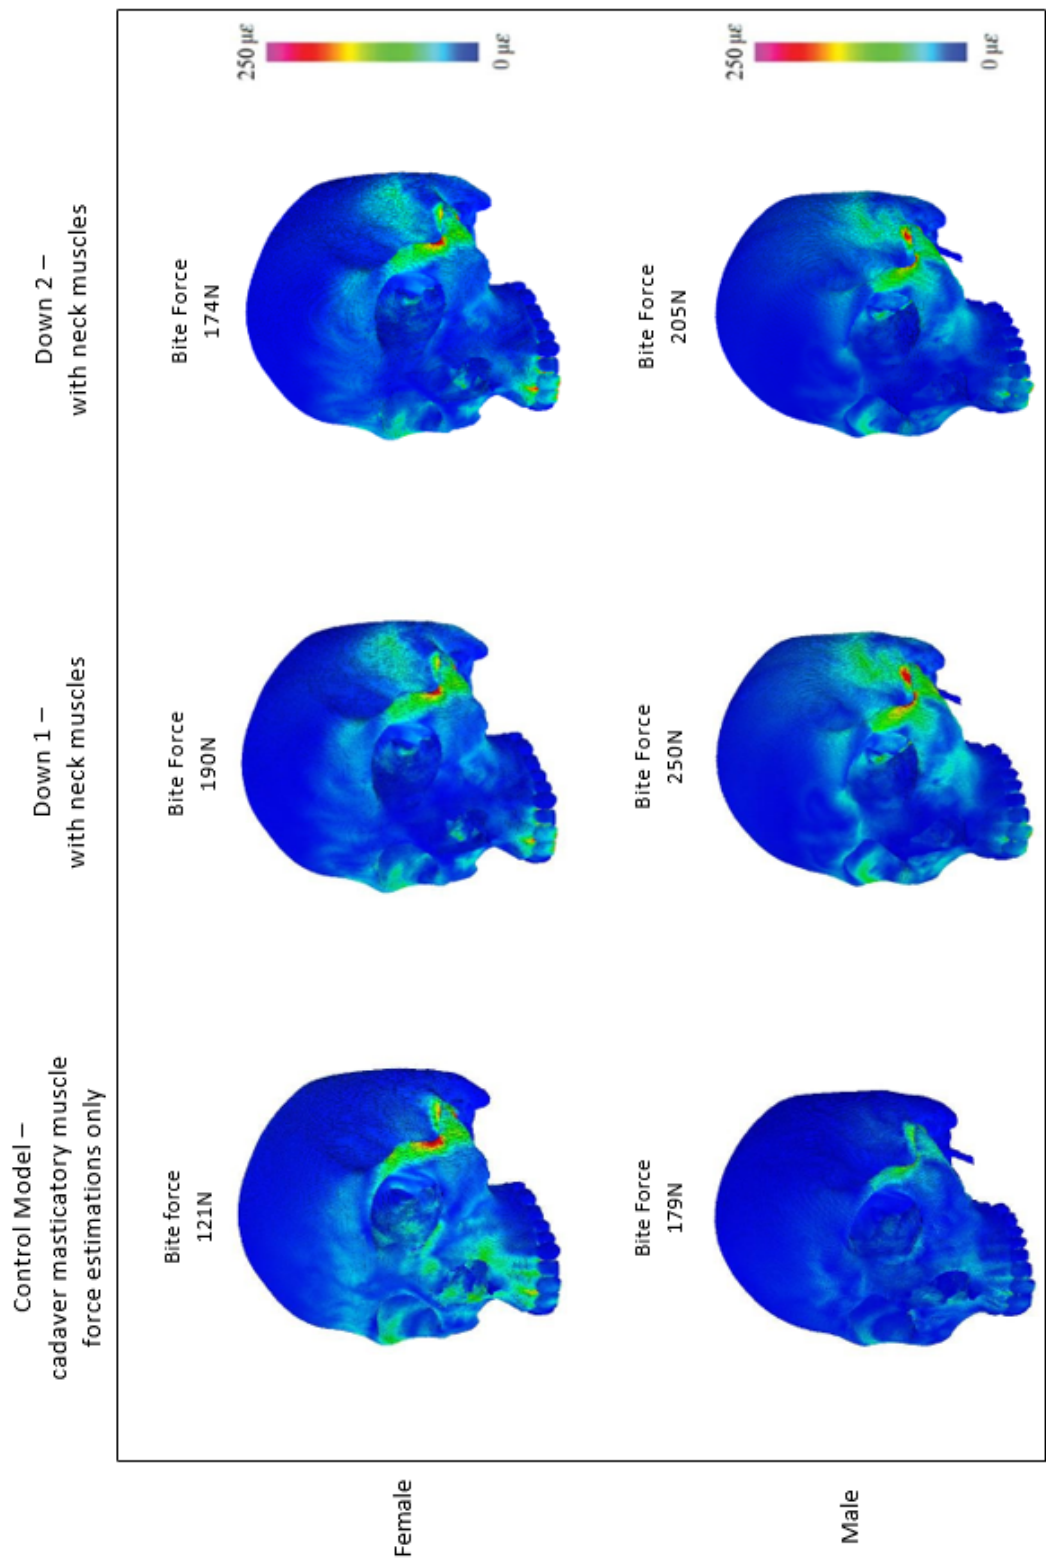 Control Model –
cadaver masticatory muscle
force estimations only
Down 1 –
with neck muscles
Down 2 –
with neck muscles
Female
Bite force
121N
Bite Force
190N
Bite Force
174N
250 µε
0 µε
Male
Bite Force
179N
Bite Force
250N
Bite Force
205N
250 µε
0 µε